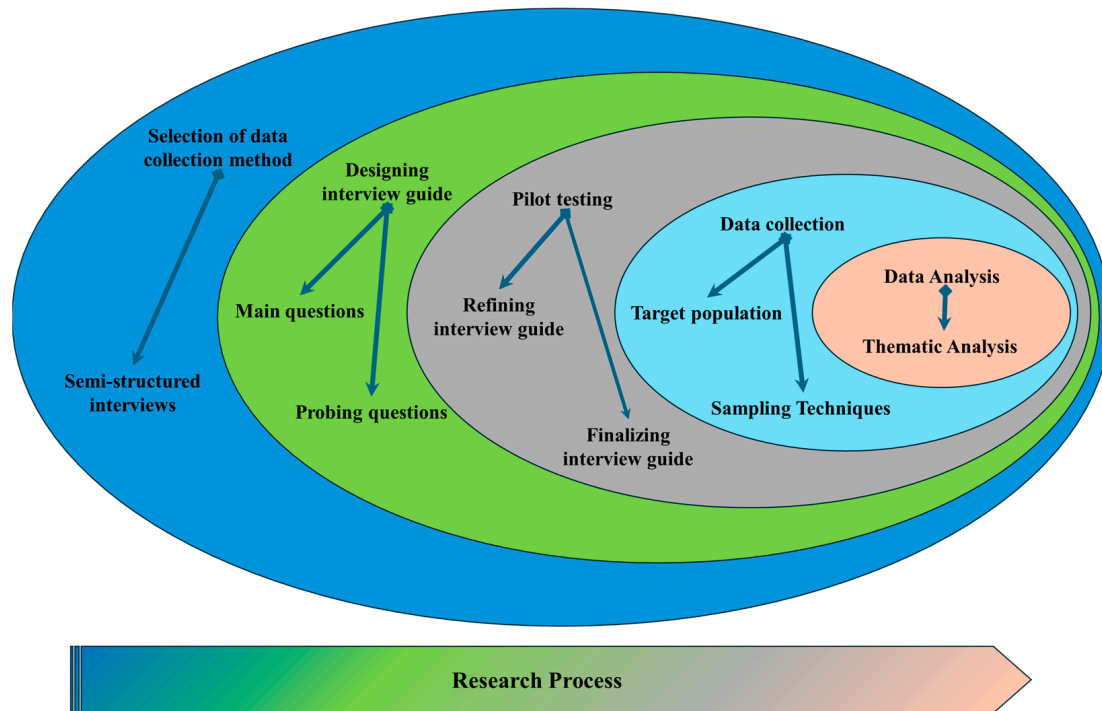 Selection of data
collection method
Semi-structured
interviews
Designing
interview guide
Main questions
Probing questions
Pilot testing
Refining
interview guide
Finalizing
interview guide
Data collection
Target population
Sampling Techniques
Data Analysis
Thematic Analysis
Research Process